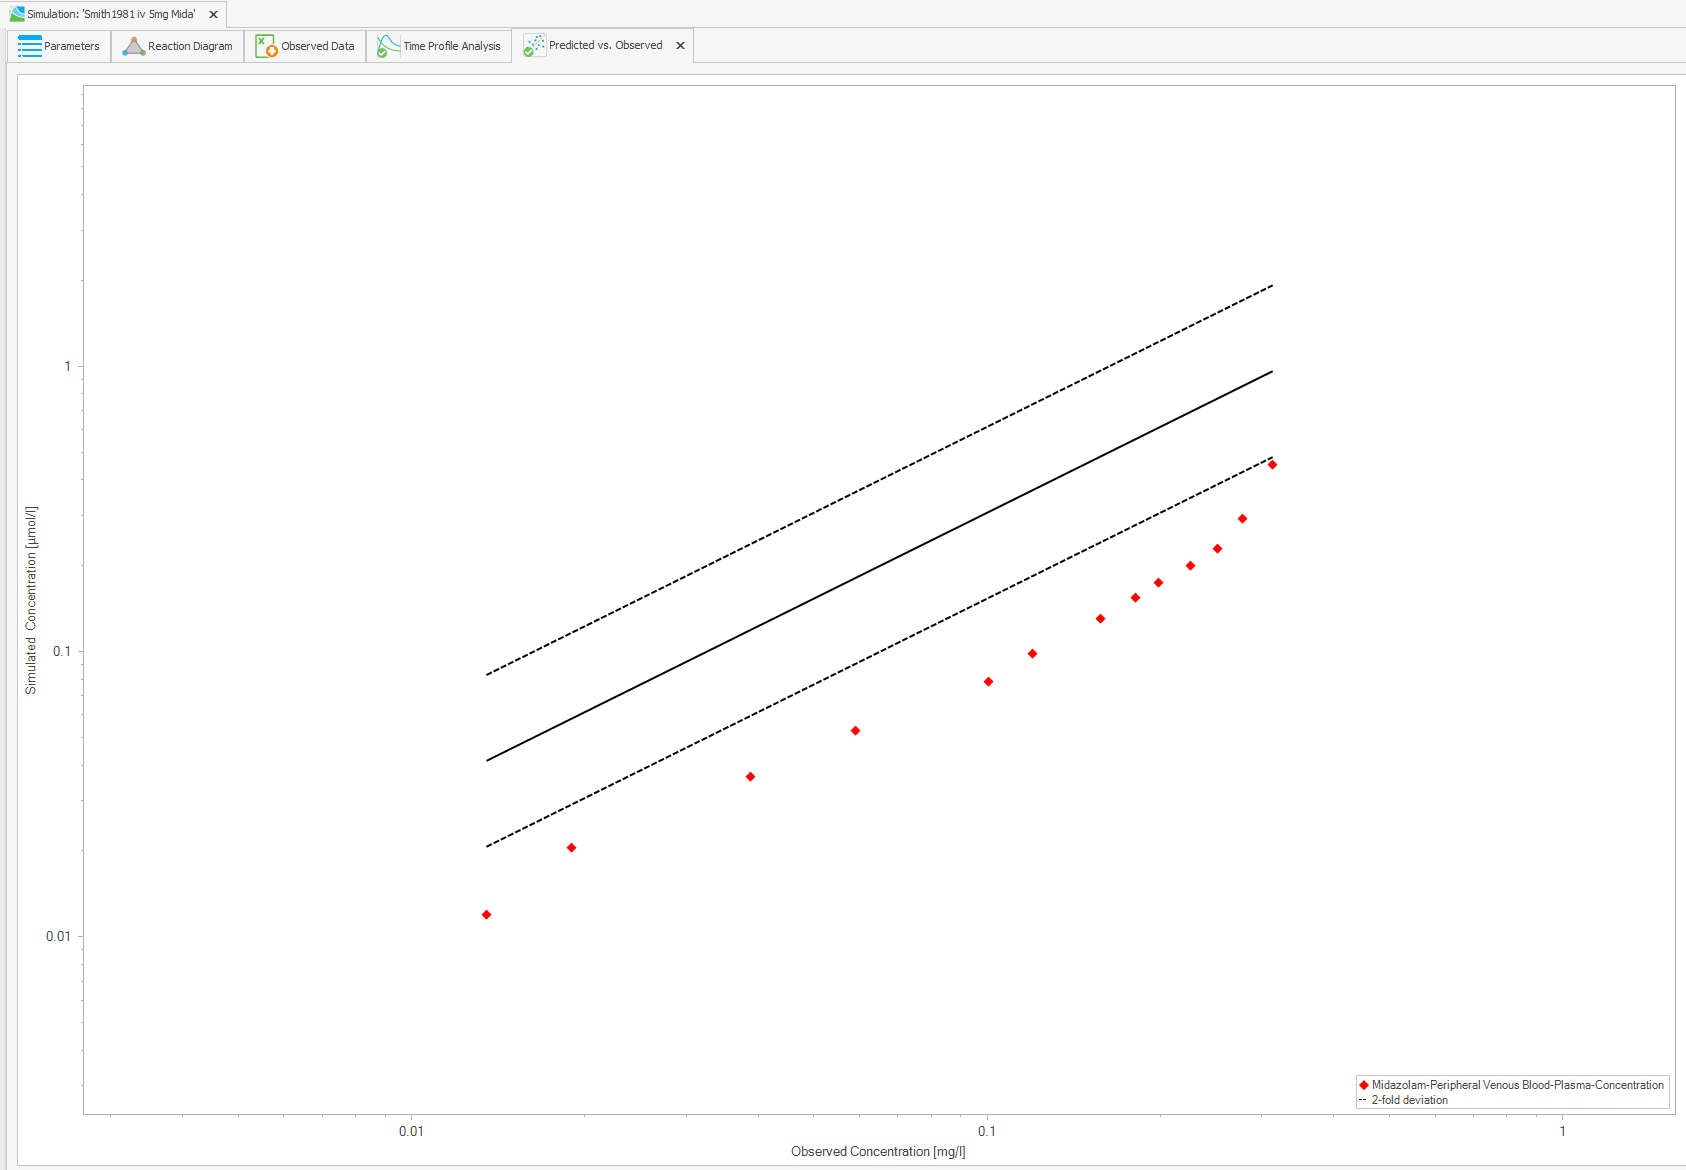 Simulation: 'Smith1981 iv 5mg Mida'
Parameters
Reaction Diagram
Observed Data
Time Profile Analysis
Predicted vs. Observed
1
0.1
0.01
Simulated Concentration [µmol/l]
0.01
0.1
1
Observed Concentration [mg/l]
Midazolam-Peripheral Venous Blood-Plasma-Concentration
2-fold deviation